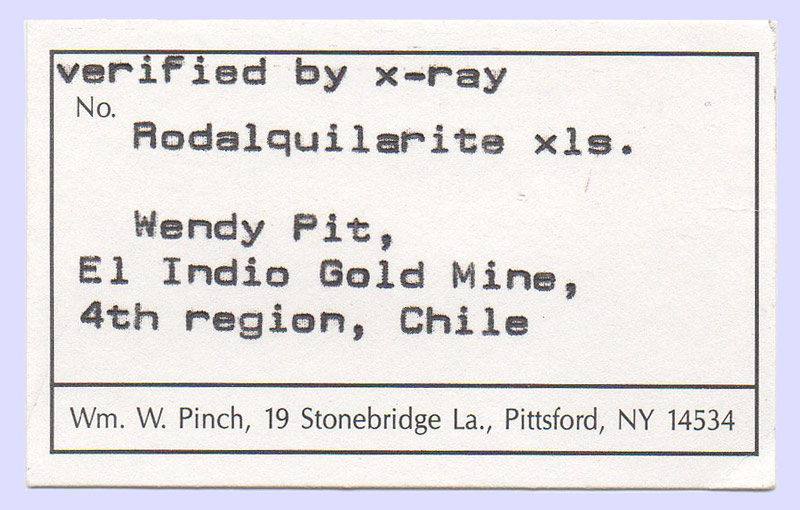 verified by x-ray
No.
Rodalquilarite xls.
Wendy Pit,
El Indio Gold Mine,
4th region, Chile
Wm. W. Pinch, 19 Stonebridge La., Pittsford, NY 14534